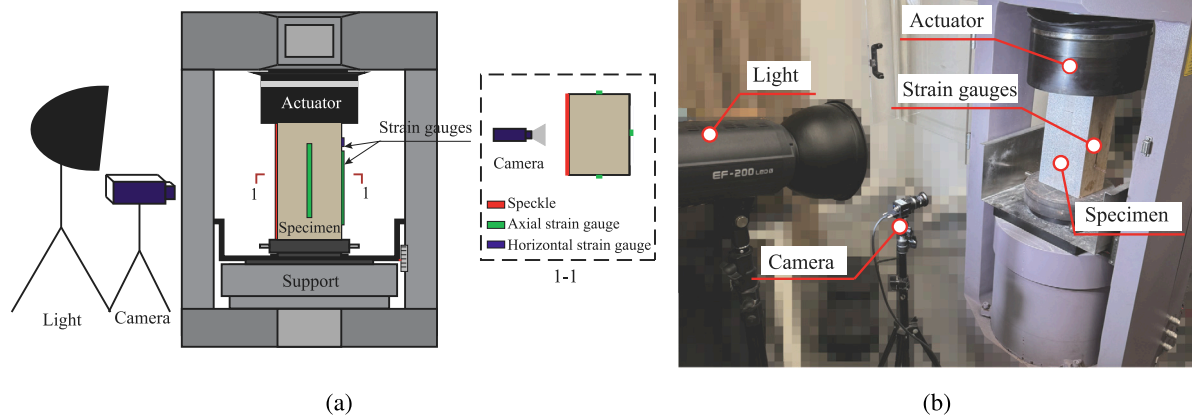 Actuator
Strain gauges
1
1
Specimen
Support
Light
Camera
Camera
Speckle
Axial strain gauge
Horizontal strain gauge
1-1
(a)
Actuator
Light
Strain gauges
EF-200 LED II
Specimen
Camera
(b)